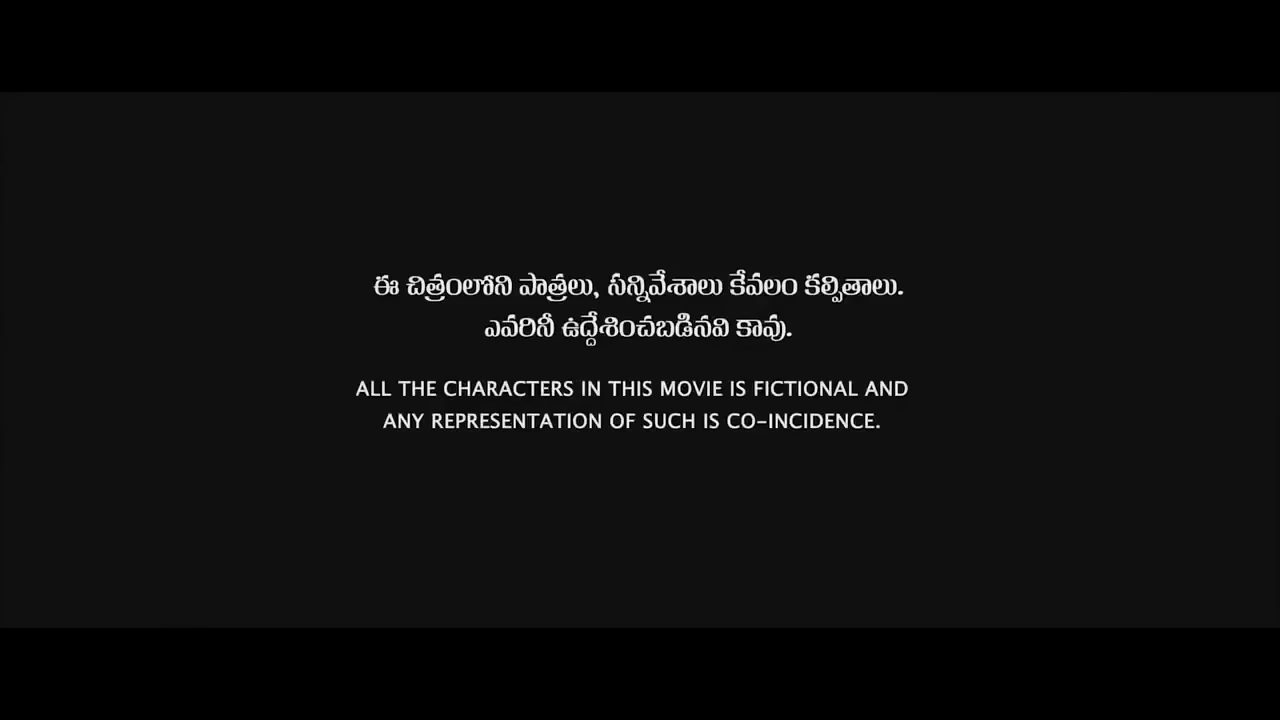 ఈ చిత్రంలోని పాత్రలు, సన్నివేశాలు కేవలం కల్పితాలు.
ఎవరినీ ఉద్దేశించబడినవి కావు.
ALL THE CHARACTERS IN THIS MOVIE IS FICTIONAL AND
ANY REPRESENTATION OF SUCH IS CO-INCIDENCE.